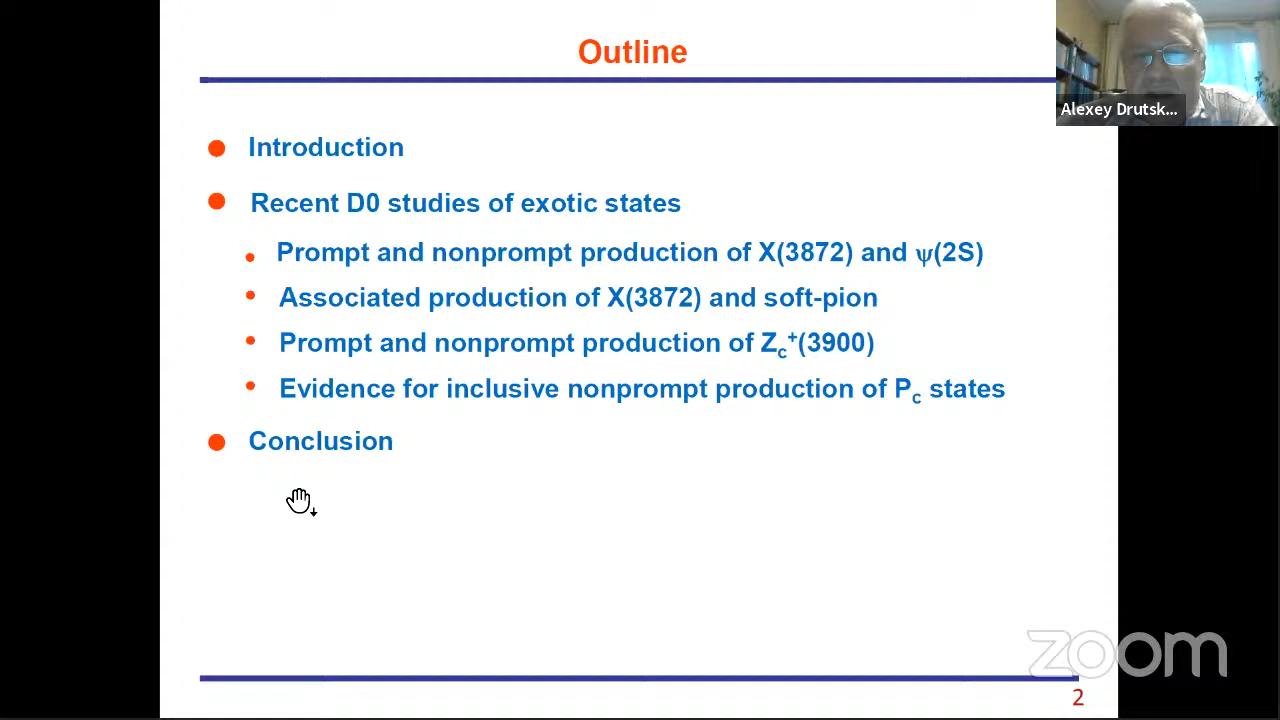 Outline
Alexey Drutsk...
Introduction
Recent D0 studies of exotic states
Prompt and nonprompt production of X(3872) and ψ(2S)
Associated production of X(3872) and soft-pion
Prompt and nonprompt production of Zc+(3900)
Evidence for inclusive nonprompt production of Pc states
Conclusion
zoom
2